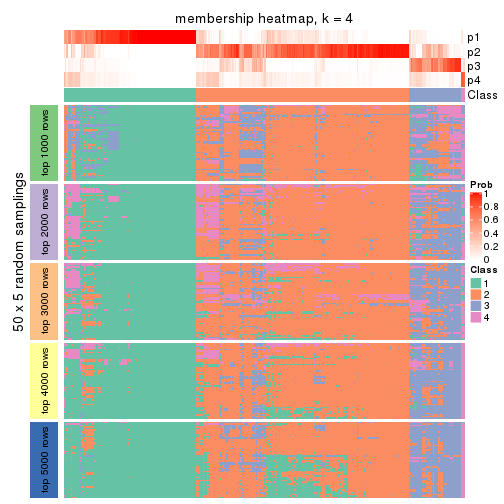 membership heatmap, k = 4
p1
p2
p3
p4
Class
50 x 5 random samplings
top 1000 rows
top 2000 rows
top 3000 rows
top 4000 rows
top 5000 rows
Prob
1
0.8
0.6
0.4
0.2
0
Class
1
2
3
4